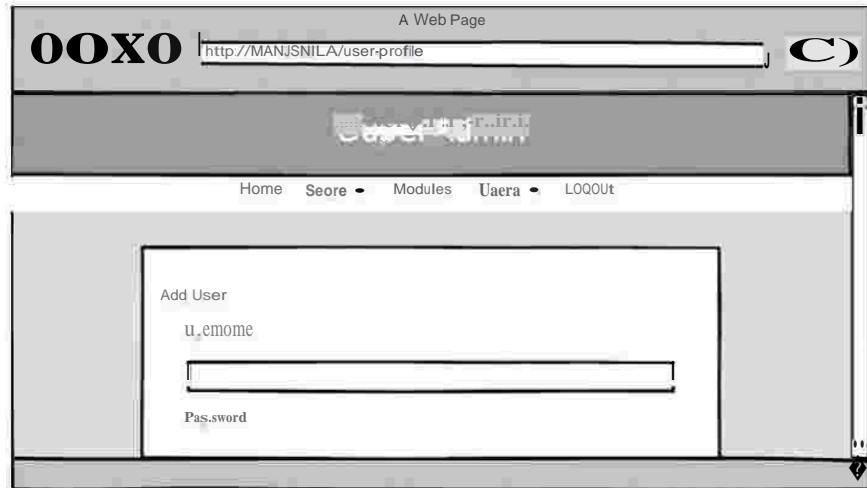 A Web Page
OOXO
http://MANJSNILA/user-profile
C)
Home Seore • Modules Uaera • LOQOUt
Add User
u.emome
Pas.sword